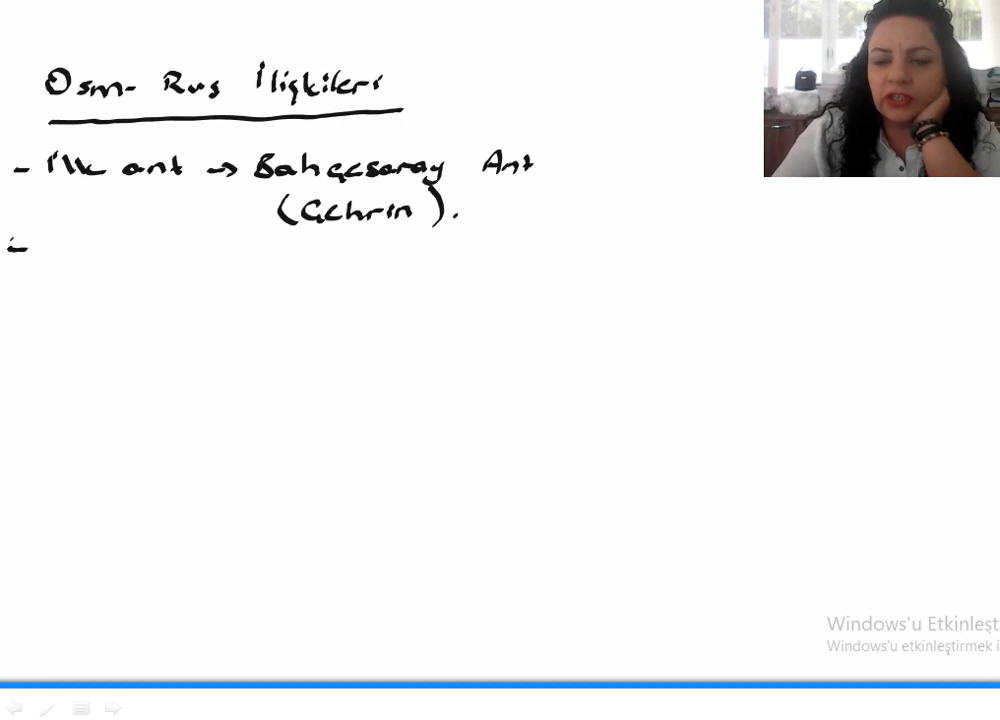 Osm- Rus İlişkileri
- İlk ant → Bahçesaray Ant
(Çehrin).
-
Windows'u Etkinleşt
Windows'u etkinleştirmek i